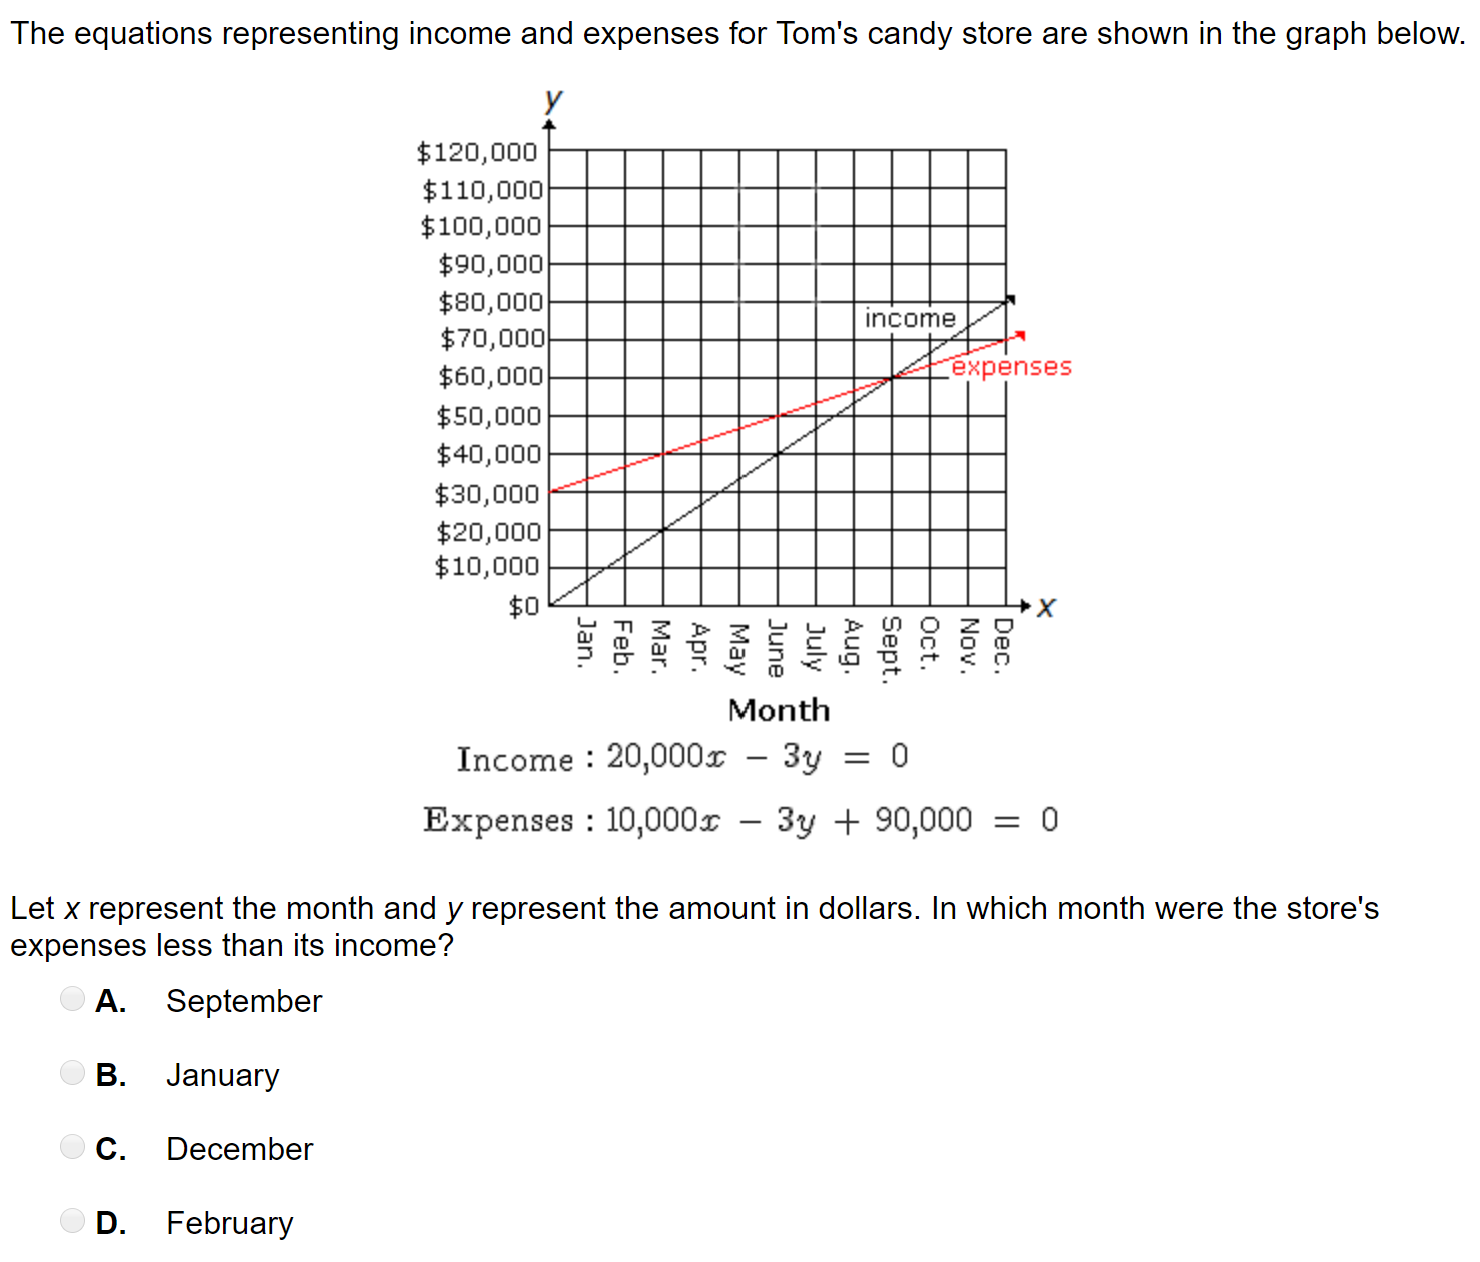 The equations representing income and expenses for Tom's candy store are shown in the graph below.
y
$120,000
$110,000
$100,000
$90,000
$80,000
income
$70,000
expenses
$60,000
$50,000
$40,000
$30,000
$20,000
$10,000
$0
x
Jan.
Feb.
Mar.
Apr.
May
June
July
Aug.
Sept.
Oct.
Nov.
Dec.
Month
Income : 20,000x − 3y = 0
Expenses : 10,000x − 3y + 90,000 = 0
Let x represent the month and y represent the amount in dollars. In which month were the store's
expenses less than its income?
A. September
B. January
C. December
D. February